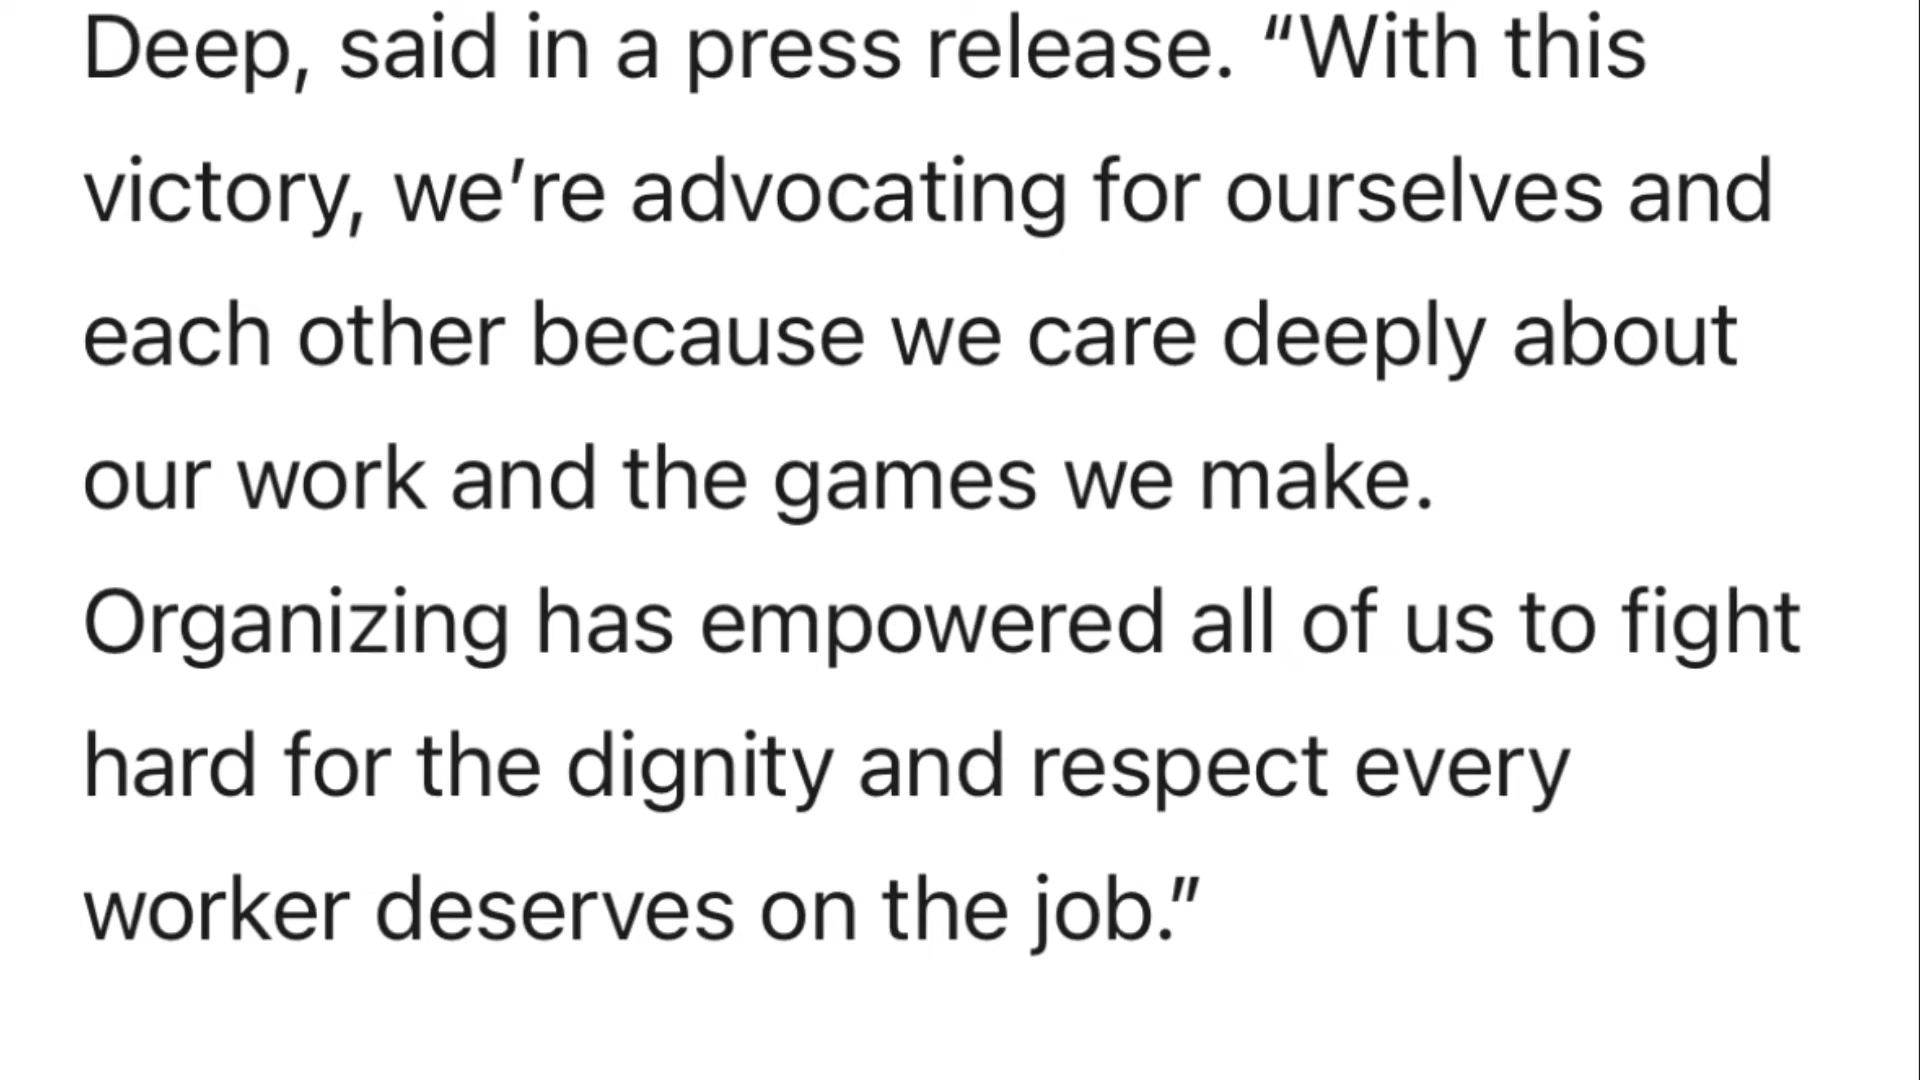 Deep, said in a press release. “With this
victory, we’re advocating for ourselves and
each other because we care deeply about
our work and the games we make.
Organizing has empowered all of us to fight
hard for the dignity and respect every
worker deserves on the job.”